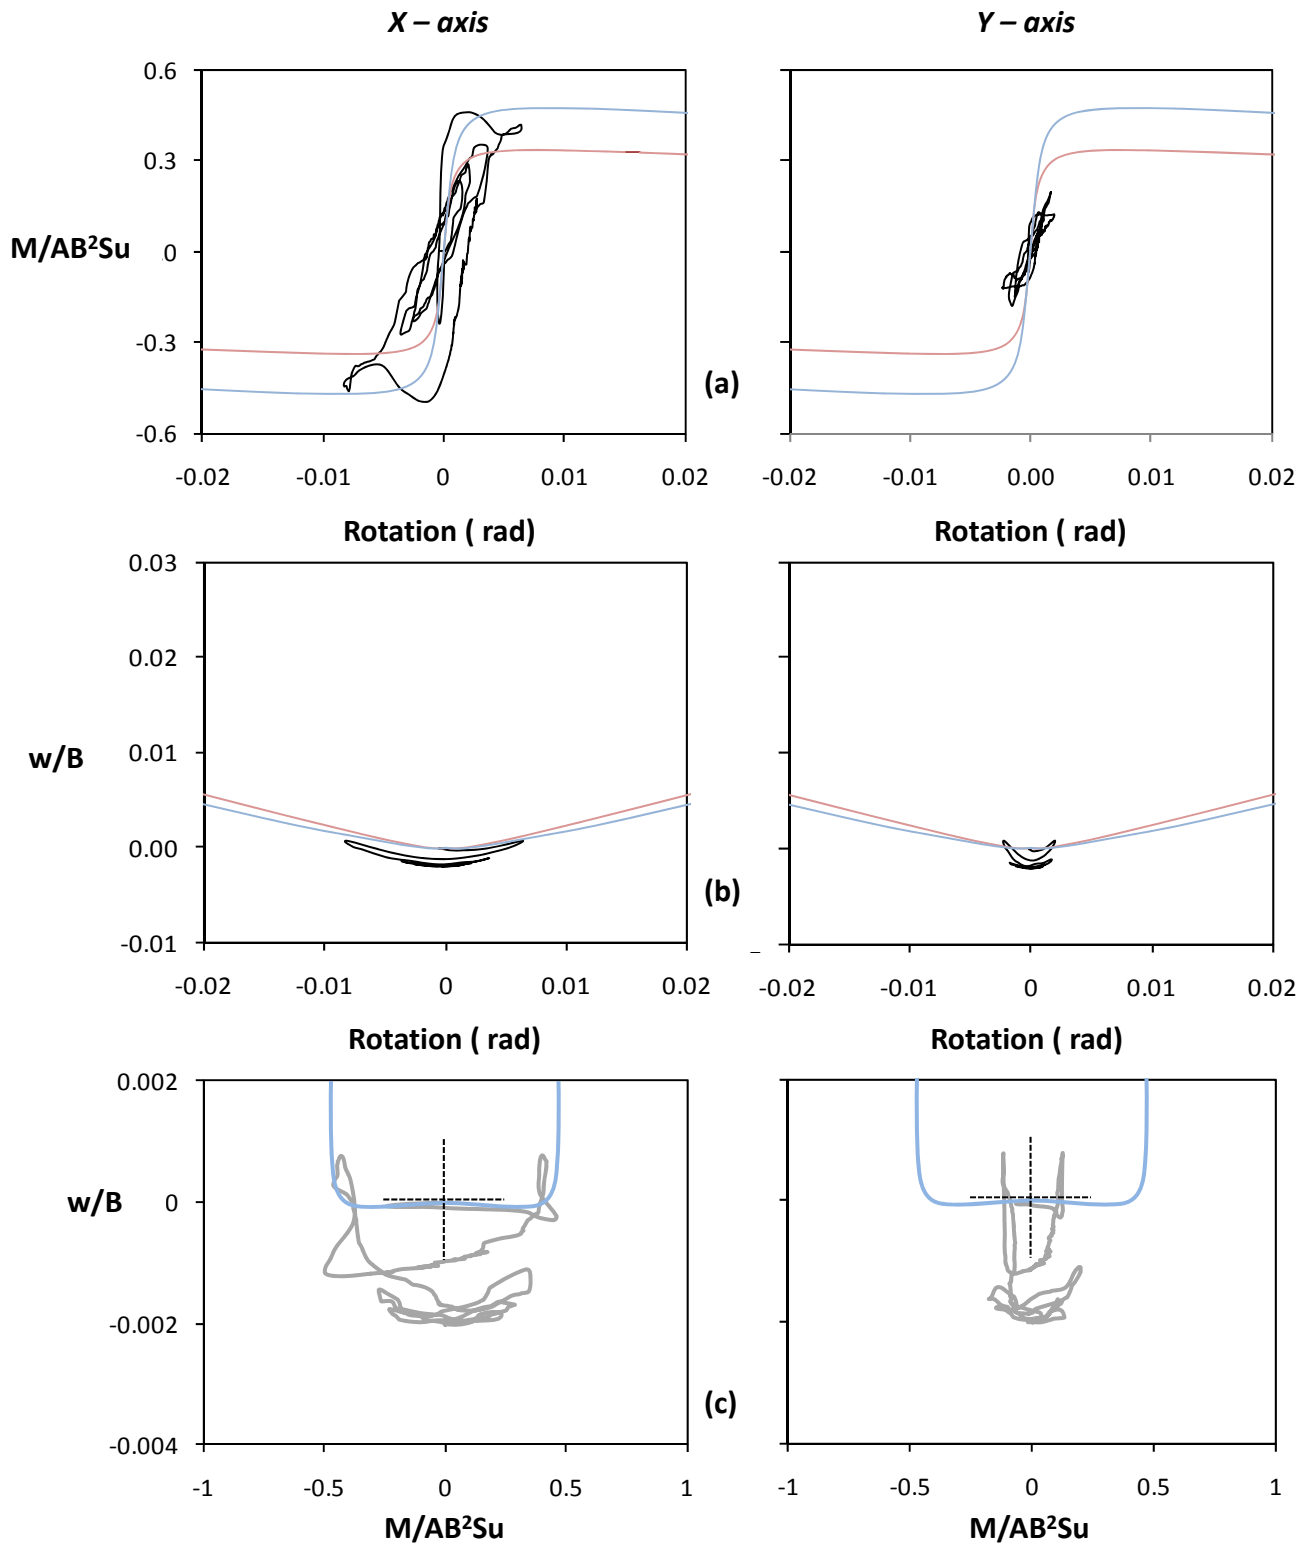 X – axis
Y – axis
0.6
0.3
M/AB²Su
0
-0.3
(a)
-0.6
-0.02 -0.01 0 0.01 0.02
-0.02 -0.01 0.00 0.01 0.02
Rotation ( rad)
Rotation ( rad)
0.03
0.02
0.01
w/B
0.00
(b)
-0.01
-0.02 -0.01 0 0.01 0.02
-0.02 -0.01 0 0.01 0.02
Rotation ( rad)
Rotation ( rad)
0.002
w/B
0
-0.002
(c)
-0.004
-1 -0.5 0 0.5 1
-1 -0.5 0 0.5 1
M/AB²Su
M/AB²Su